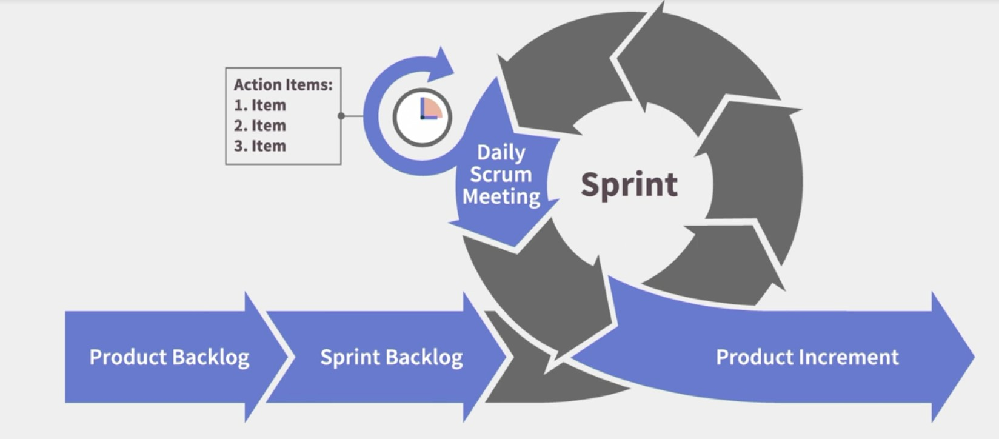 Action Items:
1. Item
2. Item
3. Item
Daily
Scrum
Meeting
Sprint
Product Backlog
Sprint Backlog
Product Increment